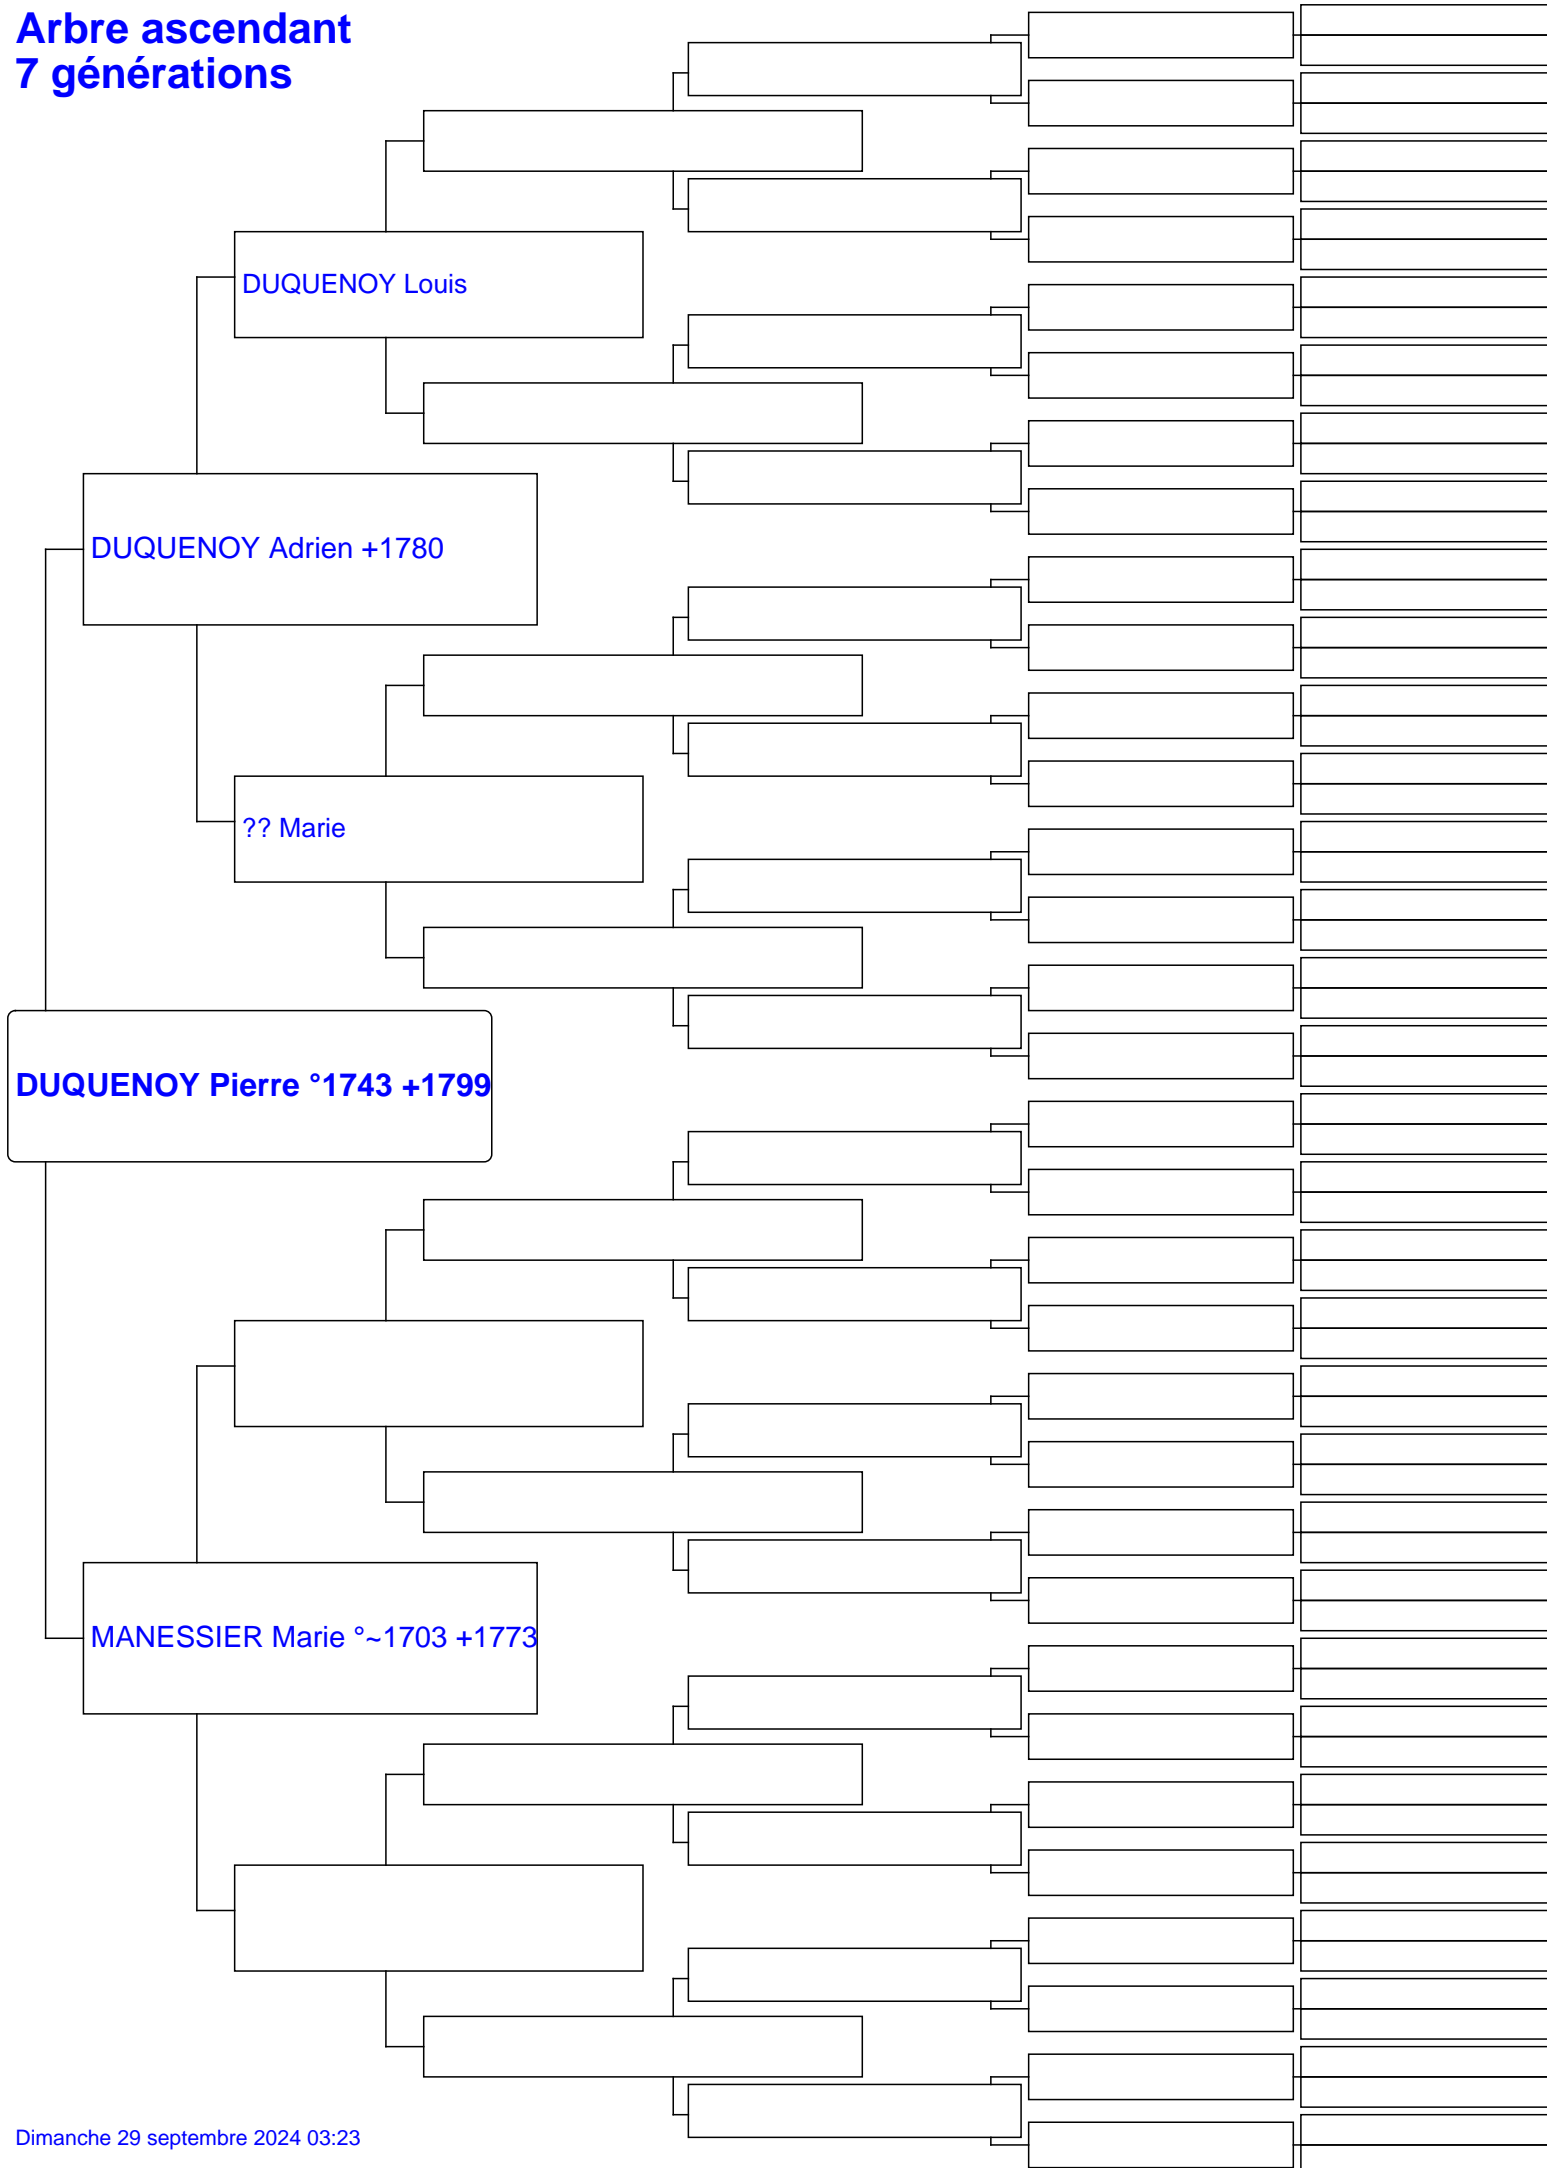 Arbre ascendant
7 générations
DUQUENOY Louis
DUQUENOY Adrien +1780
?? Marie
DUQUENOY Pierre °1743 +1799
MANESSIER Marie °~1703 +1773
Dimanche 29 septembre 2024 03:23